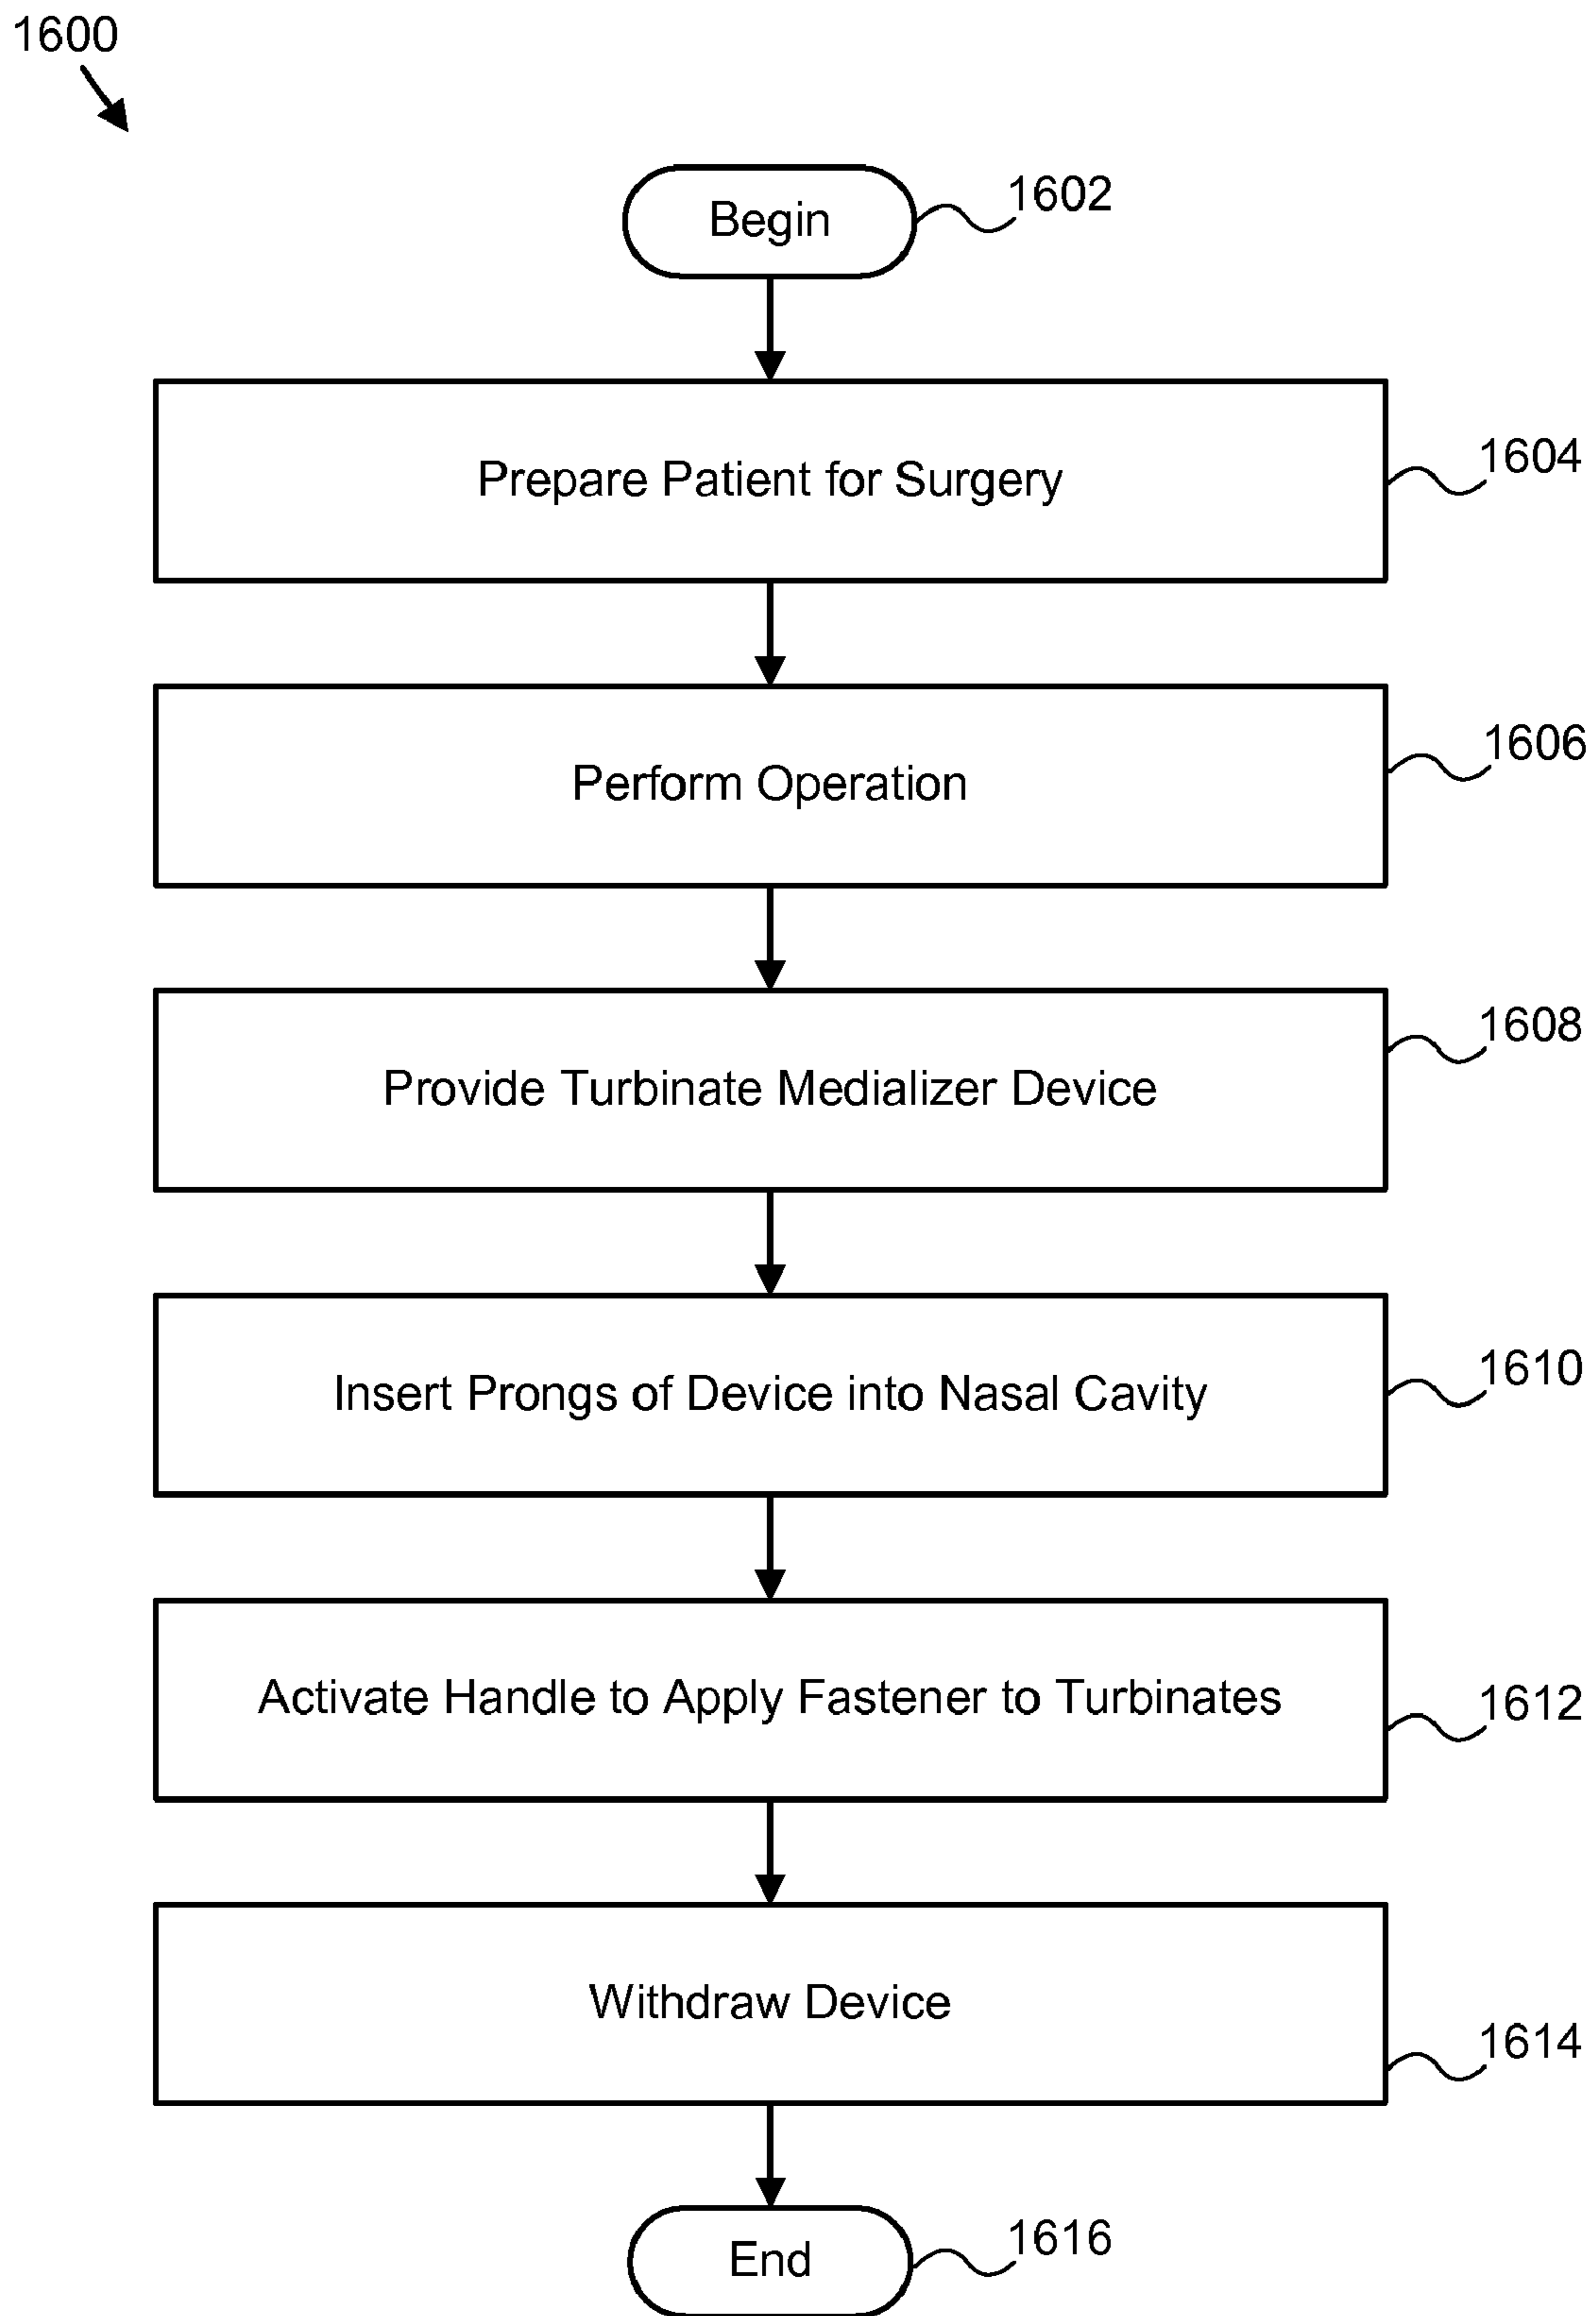 1600
Begin
1602
Prepare Patient for Surgery
1604
Perform Operation
1606
Provide Turbinate Medializer Device
1608
Insert Prongs of Device into Nasal Cavity
1610
Activate Handle to Apply Fastener to Turbinates
1612
Withdraw Device
1614
End
1616